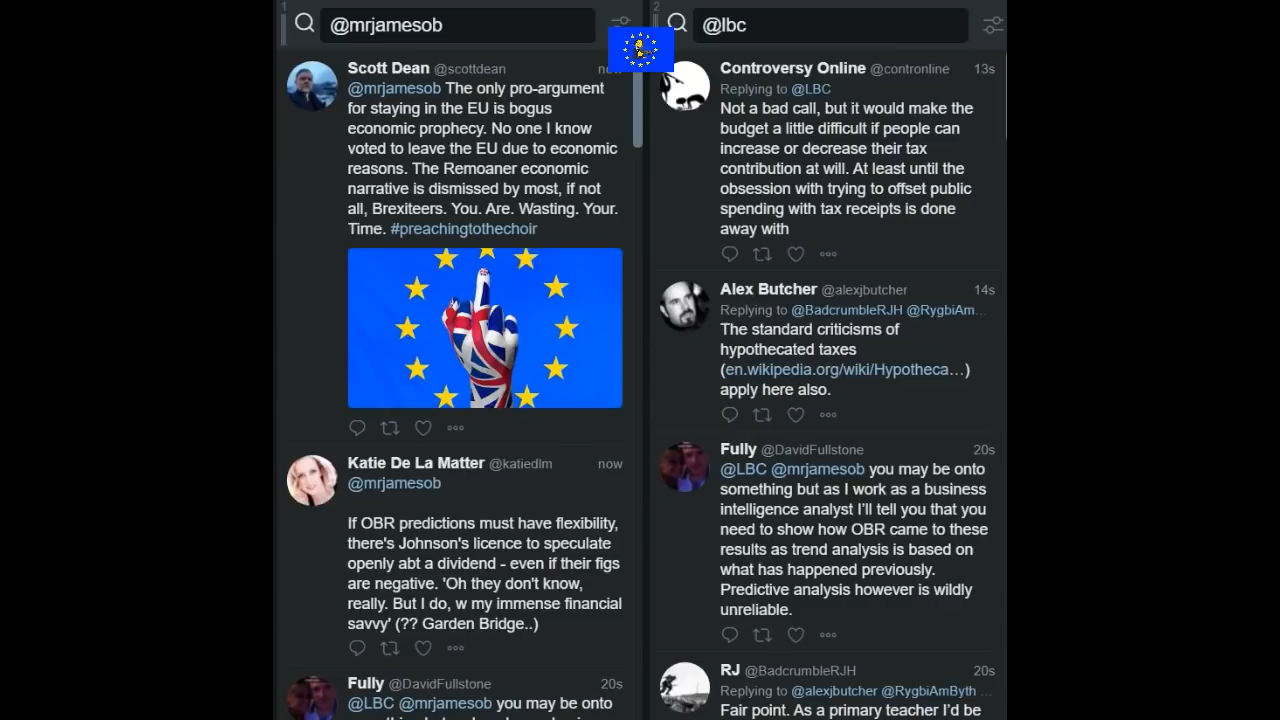 1
@mrjamesob
Scott Dean @scottdean now
@mrjamesob The only pro-argument
for staying in the EU is bogus
economic prophecy. No one I know
voted to leave the EU due to economic
reasons. The Remoaner economic
narrative is dismissed by most, if not
all, Brexiteers. You. Are. Wasting. Your.
Time. #preachingtothechoir
Katie De La Matter @katiedlm now
@mrjamesob
If OBR predictions must have flexibility,
there's Johnson's licence to speculate
openly abt a dividend - even if their figs
are negative. 'Oh they don't know,
really. But I do, w my immense financial
savvy' (?? Garden Bridge..)
Fully @DavidFullstone 20s
@LBC @mrjamesob you may be onto
2
@lbc
Controversy Online @contronline 13s
Replying to @LBC
Not a bad call, but it would make the
budget a little difficult if people can
increase or decrease their tax
contribution at will. At least until the
obsession with trying to offset public
spending with tax receipts is done
away with
Alex Butcher @alexjbutcher 14s
Replying to @BadcrumbleRJH @RygbiAm...
The standard criticisms of
hypothecated taxes
(en.wikipedia.org/wiki/Hypotheca…)
apply here also.
Fully @DavidFullstone 20s
@LBC @mrjamesob you may be onto
something but as I work as a business
intelligence analyst I'll tell you that you
need to show how OBR came to these
results as trend analysis is based on
what has happened previously.
Predictive analysis however is wildly
unreliable.
RJ @BadcrumbleRJH 20s
Replying to @alexjbutcher @RygbiAmByth ...
Fair point. As a primary teacher I'd be